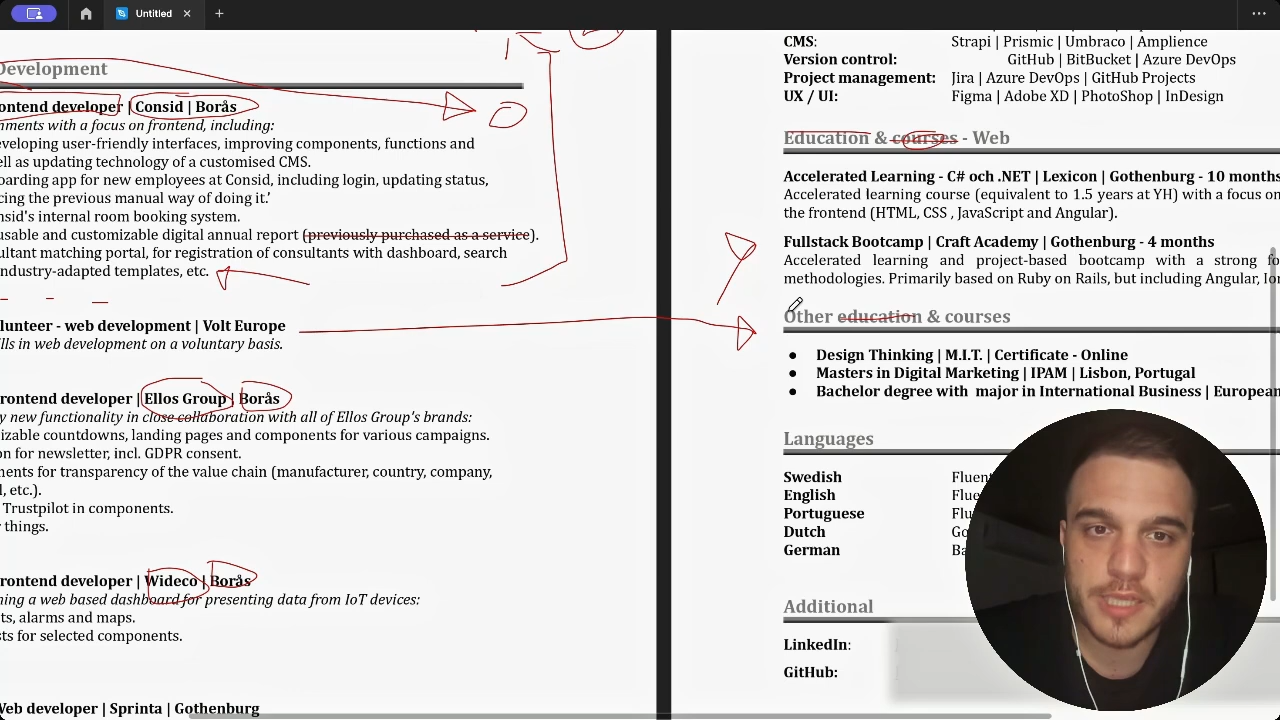 Untitled
Development
ontend developer | Consid | Borås
nments with a focus on frontend, including:
eveloping user-friendly interfaces, improving components, functions and
ell as updating technology of a customised CMS.
oarding app for new employees at Consid, including login, updating status,
cing the previous manual way of doing it.'
nsid's internal room booking system.
usable and customizable digital annual report (previously purchased as a service).
ultant matching portal, for registration of consultants with dashboard, search
industry-adapted templates, etc.
lunteer - web development | Volt Europe
lls in web development on a voluntary basis.
rontend developer | Ellos Group | Borås
y new functionality in close collaboration with all of Ellos Group's brands:
izable countdowns, landing pages and components for various campaigns.
on for newsletter, incl. GDPR consent.
nents for transparency of the value chain (manufacturer, country, company,
l, etc.).
Trustpilot in components.
r things.
rontend developer | Wideco | Borås
ning a web based dashboard for presenting data from IoT devices:
ts, alarms and maps.
sts for selected components.
Web developer | Sprinta | Gothenburg
CMS: Strapi | Prismic | Umbraco | Amplience
Version control: GitHub | BitBucket | Azure DevOps
Project management: Jira | Azure DevOps | GitHub Projects
UX / UI: Figma | Adobe XD | PhotoShop | InDesign
Education & courses - Web
Accelerated Learning - C# och .NET | Lexicon | Gothenburg - 10 months
Accelerated learning course (equivalent to 1.5 years at YH) with a focus on
the frontend (HTML, CSS , JavaScript and Angular).
Fullstack Bootcamp | Craft Academy | Gothenburg - 4 months
Accelerated learning and project-based bootcamp with a strong fo
methodologies. Primarily based on Ruby on Rails, but including Angular, Ion
Other education & courses
● Design Thinking | M.I.T. | Certificate - Online
● Masters in Digital Marketing | IPAM | Lisbon, Portugal
● Bachelor degree with major in International Business | European
Languages
Swedish Fluen
English Flue
Portuguese Flu
Dutch Go
German Ba
Additional
LinkedIn:
GitHub: